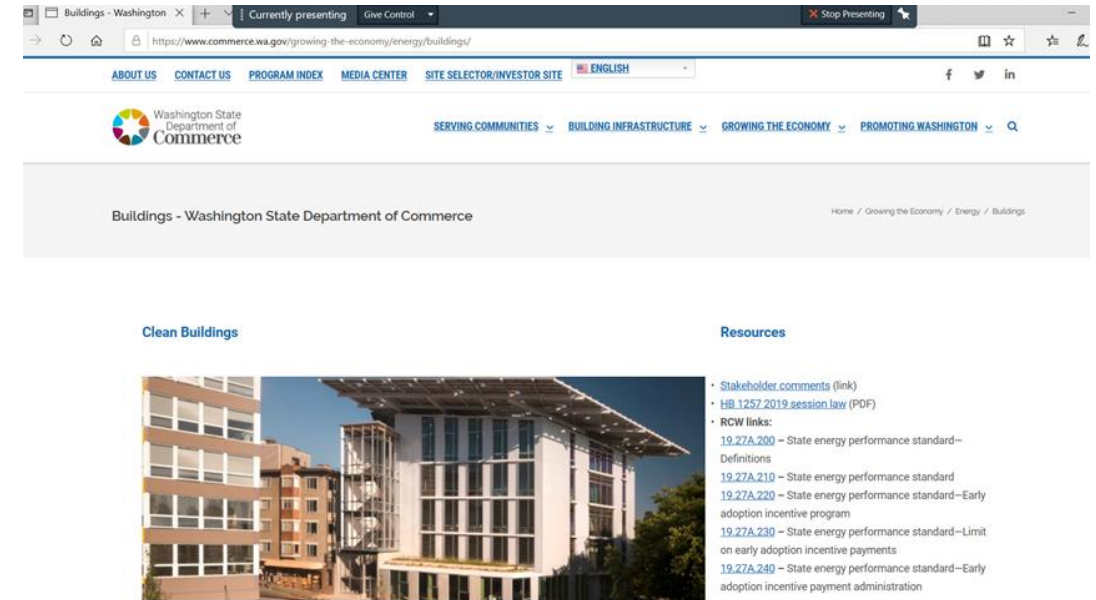 Buildings - Washington
Currently presenting Give Control
Stop Presenting
https://www.commerce.wa.gov/growing-the-economy/energy/buildings/
ABOUT US CONTACT US PROGRAM INDEX MEDIA CENTER SITE SELECTOR/INVESTOR SITE ENGLISH
Washington State
Department of
Commerce
SERVING COMMUNITIES BUILDING INFRASTRUCTURE GROWING THE ECONOMY PROMOTING WASHINGTON
Buildings - Washington State Department of Commerce
Home / Growing the Economy / Energy / Buildings
Clean Buildings
Resources
• Stakeholder comments (link)
• HB 1257 2019 session law (PDF)
• RCW links:
19.27A.200 – State energy performance standard—
Definitions
19.27A.210 – State energy performance standard
19.27A.220 – State energy performance standard—Early
adoption incentive program
19.27A.230 – State energy performance standard—Limit
on early adoption incentive payments
19.27A.240 – State energy performance standard—Early
adoption incentive payment administration